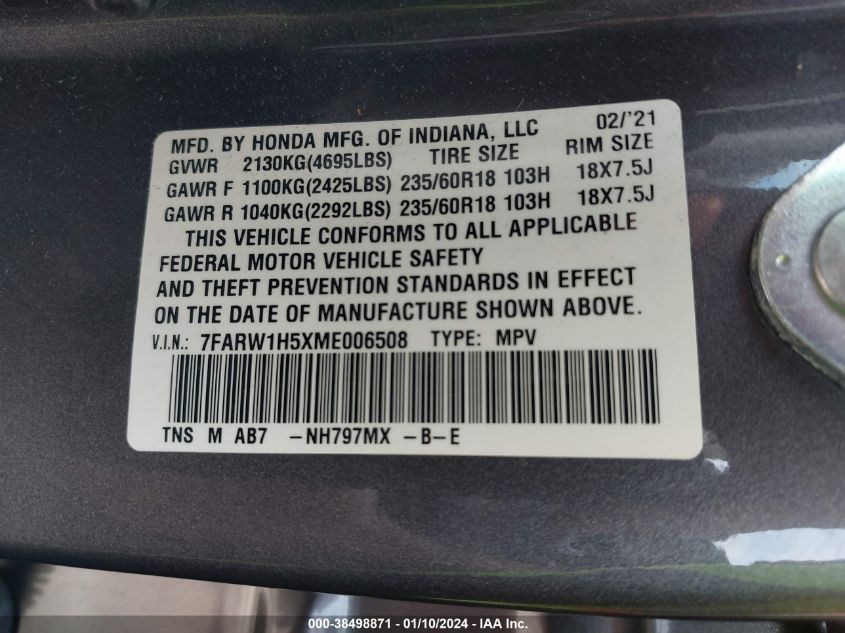 MFD. BY HONDA MFG. OF INDIANA, LLC 02/'21
GVWR 2130KG(4695LBS) TIRE SIZE RIM SIZE
GAWR F 1100KG(2425LBS) 235/60R18 103H 18X7.5J
GAWR R 1040KG(2292LBS) 235/60R18 103H 18X7.5J
THIS VEHICLE CONFORMS TO ALL APPLICABLE
FEDERAL MOTOR VEHICLE SAFETY
AND THEFT PREVENTION STANDARDS IN EFFECT
ON THE DATE OF MANUFACTURE SHOWN ABOVE.
V.I.N.: 7FARW1H5XME006508 TYPE: MPV
TNS M AB7 -NH797MX -B-E
000-38498871 - 01/10/2024 - IAA Inc.